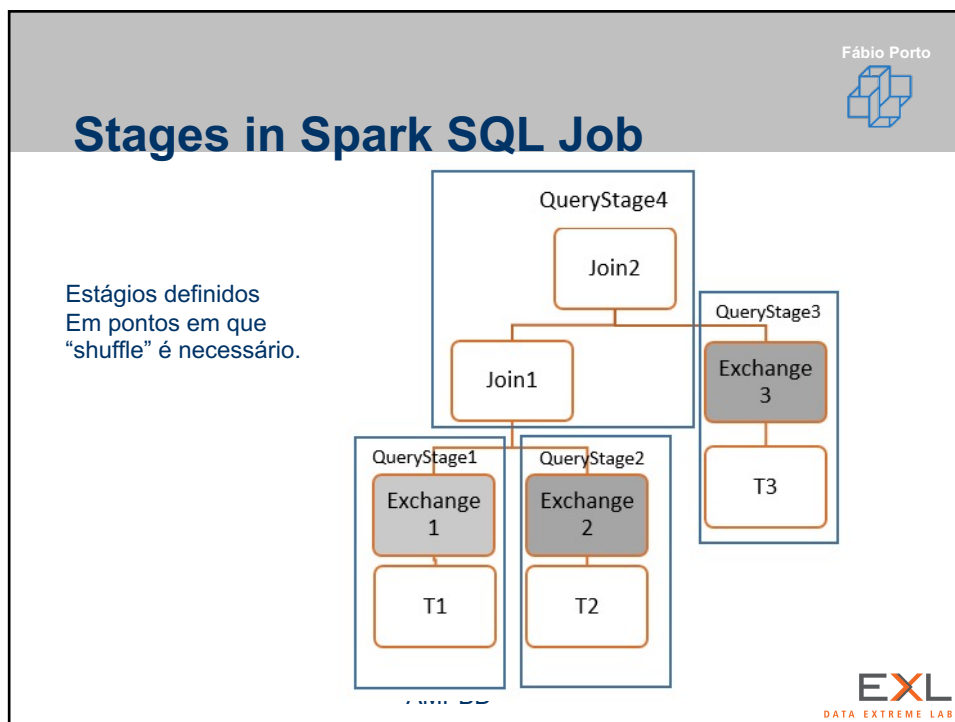 Fábio Porto
Stages in Spark SQL Job
Estágios definidos
Em pontos em que
“shuffle” é necessário.
QueryStage4
Join2
QueryStage3
Join1
Exchange
3
T3
QueryStage1
QueryStage2
Exchange
1
Exchange
2
T1
T2
EXL
DATA EXTREME LAB